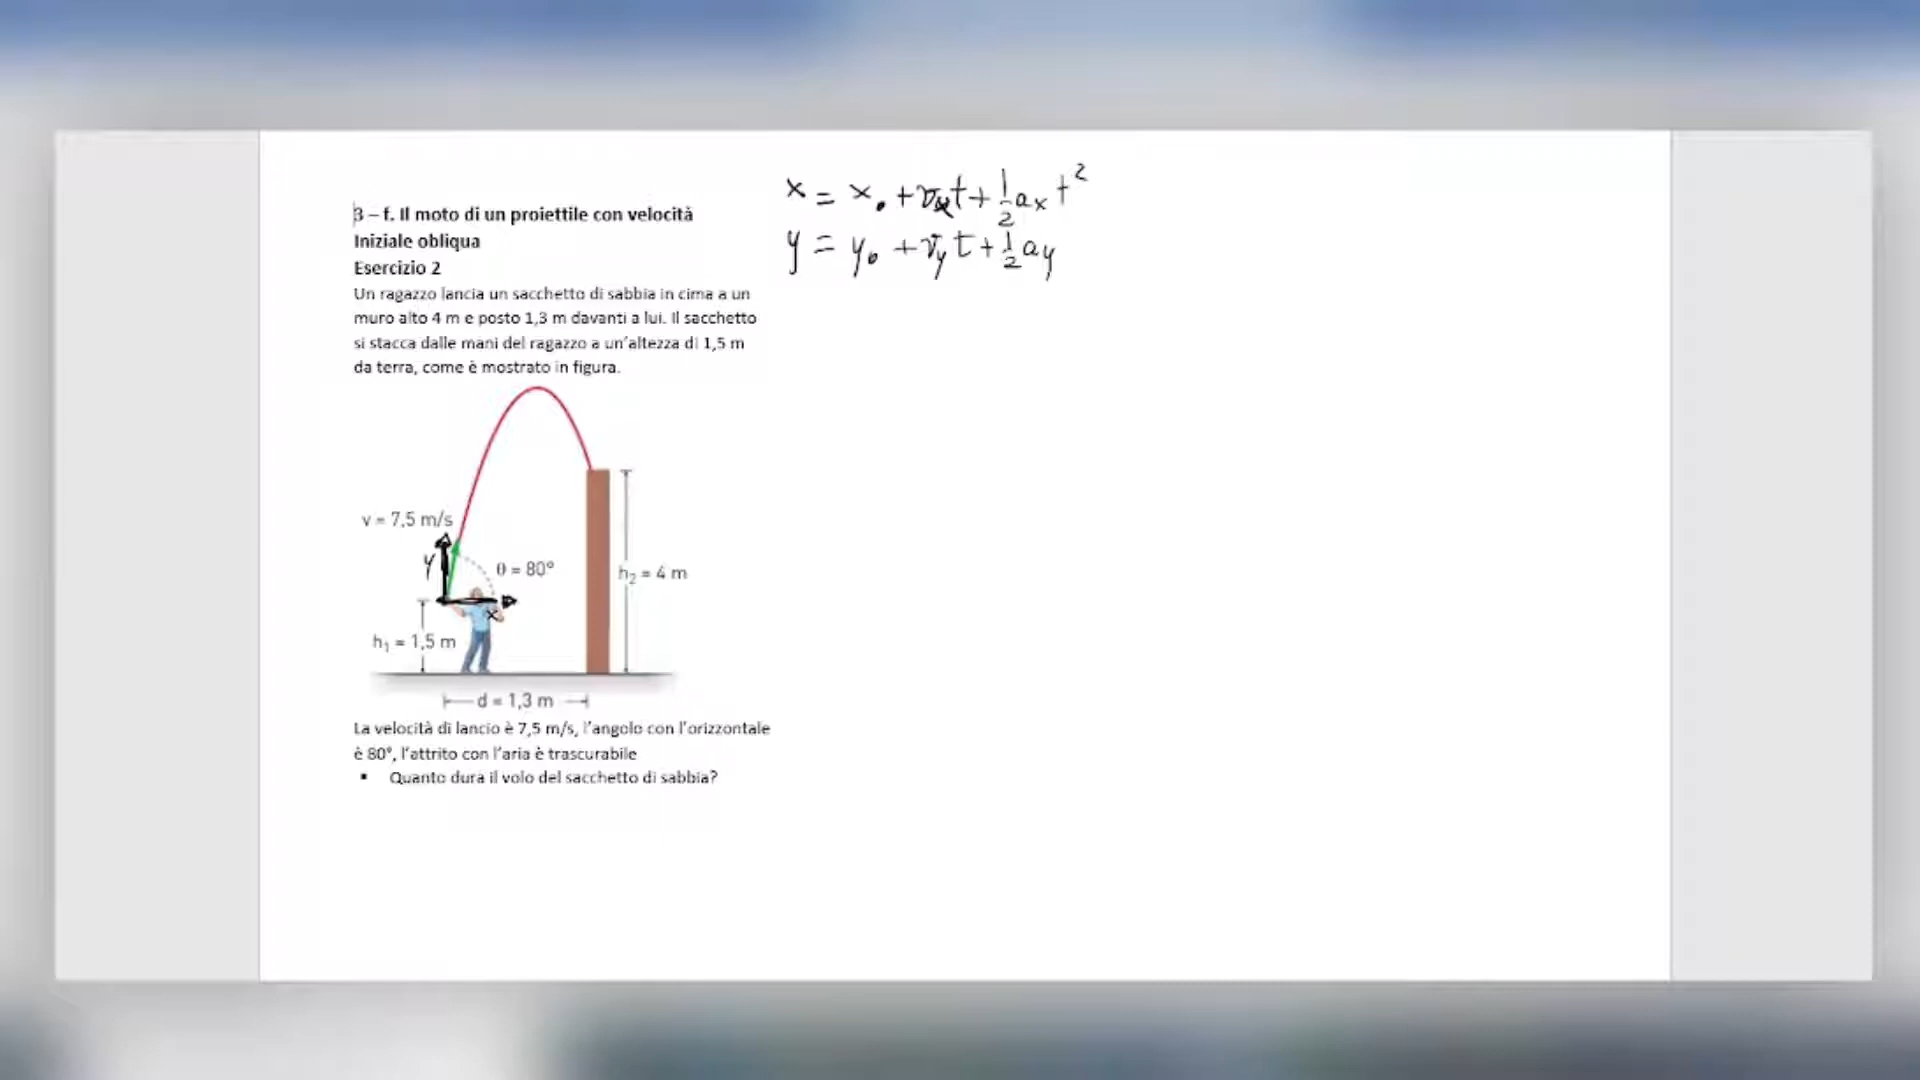 3 – f. Il moto di un proiettile con velocità
Iniziale obliqua
Esercizio 2
Un ragazzo lancia un sacchetto di sabbia in cima a un
muro alto 4 m e posto 1,3 m davanti a lui. Il sacchetto
si stacca dalle mani del ragazzo a un'altezza di 1,5 m
da terra, come è mostrato in figura.
v = 7,5 m/s
y
θ = 80°
h₂ = 4 m
x
h₁ = 1,5 m
d = 1,3 m
La velocità di lancio è 7,5 m/s, l'angolo con l'orizzontale
è 80°, l'attrito con l'aria è trascurabile
▪ Quanto dura il volo del sacchetto di sabbia?
x = x₀ + vₓt + ½ aₓ t²
y = y₀ + v_y t + ½ a_y